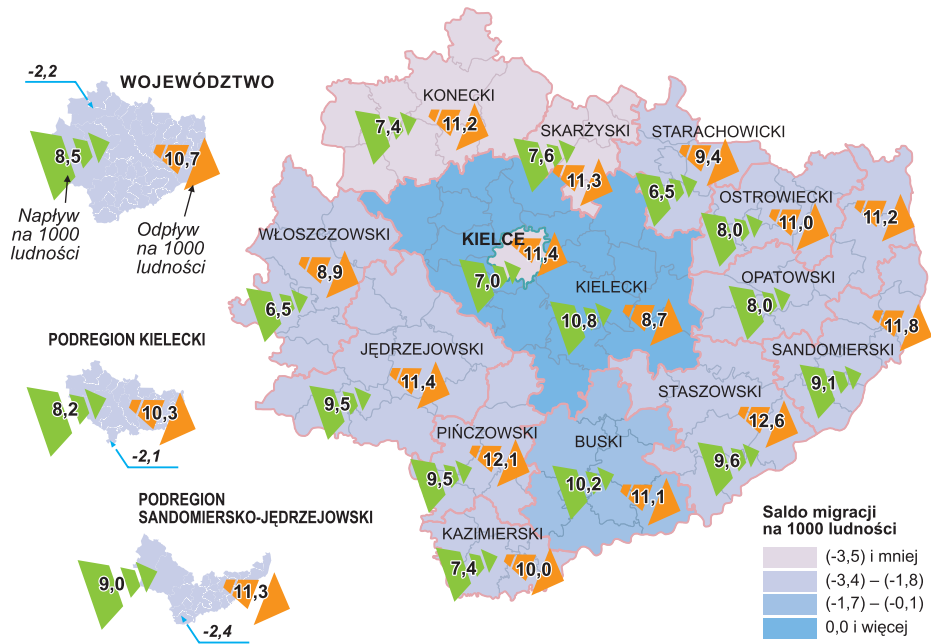 -2,2
WOJEWÓDZTWO
8,5
10,7
Napływ
na 1000
ludności
Odpływ
na 1000
ludności
PODREGION KIELECKI
8,2
10,3
-2,1
PODREGION
SANDOMIERSKO-JĘDRZEJOWSKI
9,0
11,3
-2,4
KONECKI
7,4
11,2
SKARŻYSKI
7,6
11,3
STARACHOWICKI
9,4
6,5
OSTROWIECKI
8,0
11,0
11,2
WŁOSZCZOWSKI
8,9
6,5
KIELCE
11,4
7,0
KIELECKI
10,8
8,7
OPATOWSKI
8,0
11,8
SANDOMIERSKI
9,1
JĘDRZEJOWSKI
11,4
9,5
STASZOWSKI
12,6
9,6
PIŃCZOWSKI
12,1
9,5
BUSKI
10,2
11,1
KAZIMIERSKI
7,4
10,0
Saldo migracji
na 1000 ludności
(-3,5) i mniej
(-3,4) – (-1,8)
(-1,7) – (-0,1)
0,0 i więcej